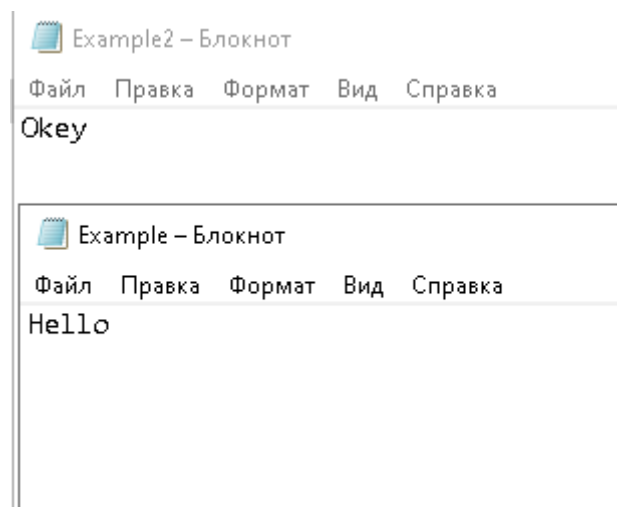 Example2 – Блокнот
Файл Правка Формат Вид Справка
Okey
Example – Блокнот
Файл Правка Формат Вид Справка
Hello